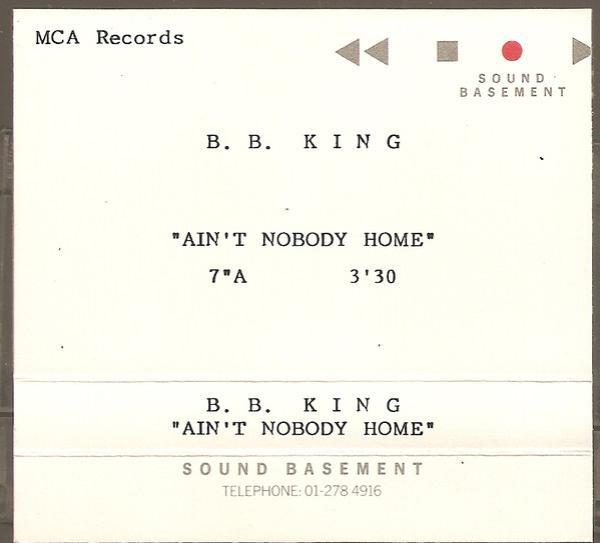 MCA Records
SOUND
BASEMENT
B. B. KING
"AIN'T NOBODY HOME"
7"A 3'30
B. B. KING
"AIN'T NOBODY HOME"
SOUND BASEMENT
TELEPHONE: 01-278 4916